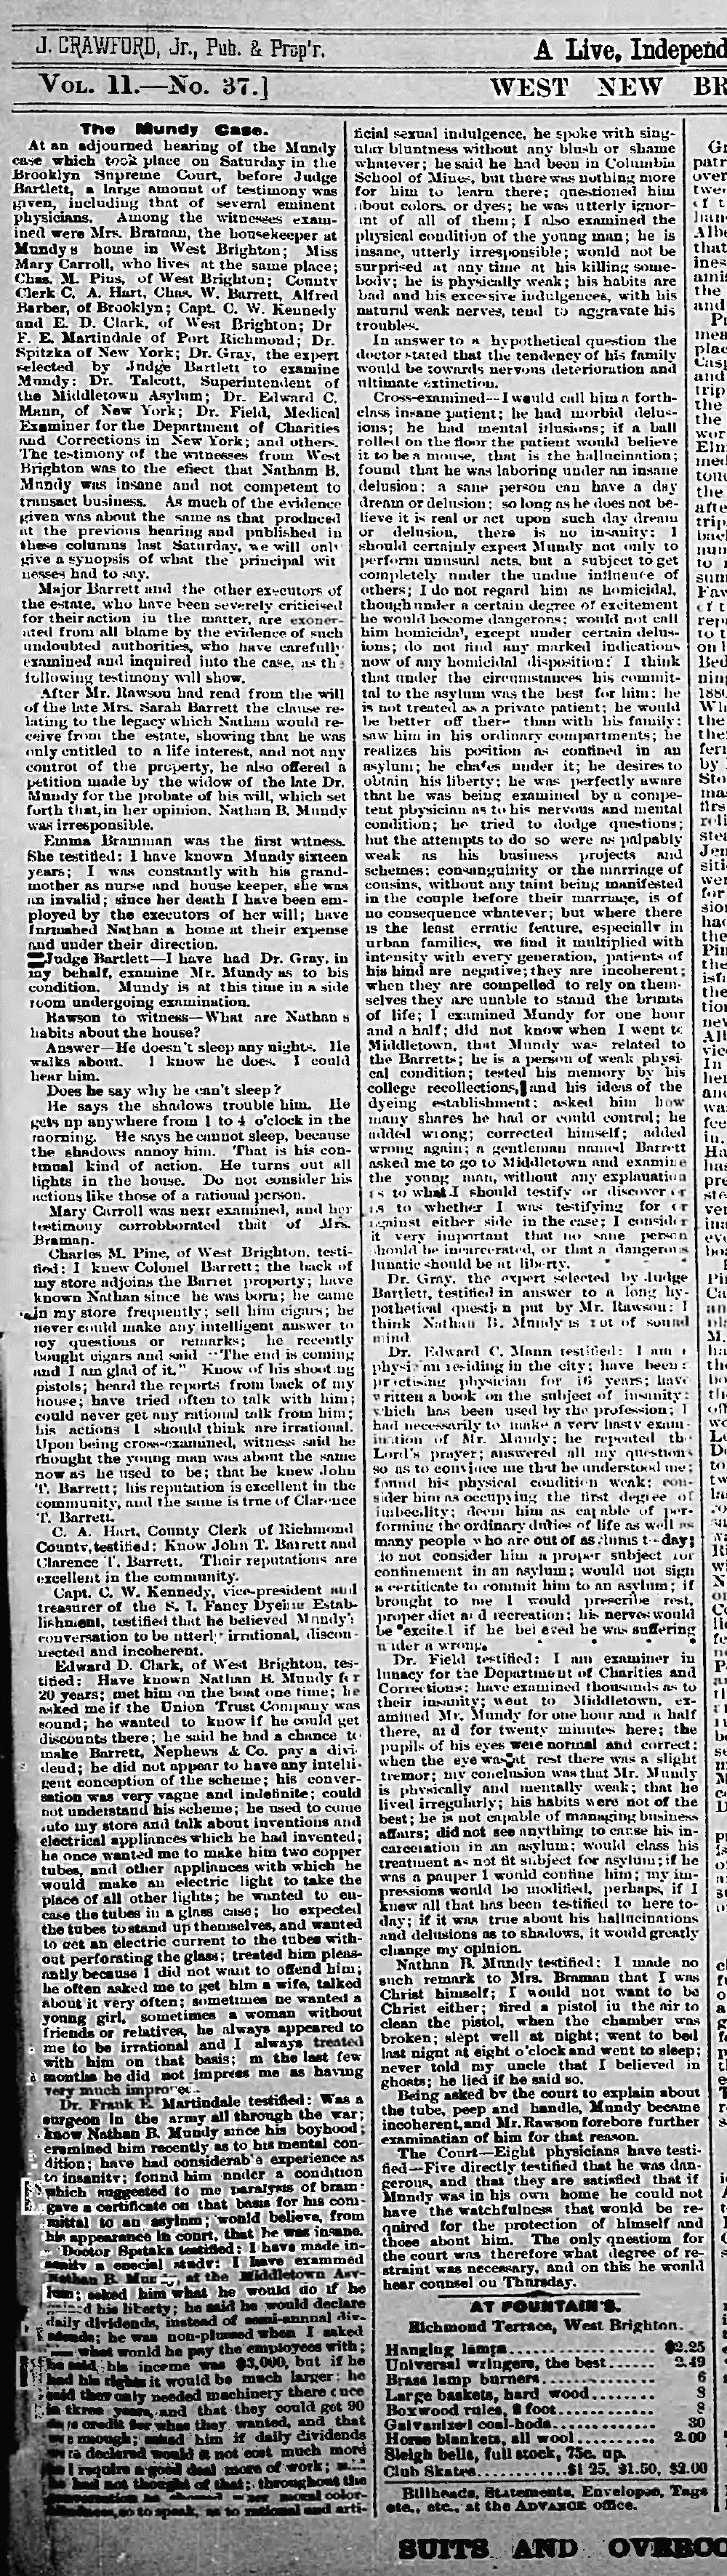 J. CRAWFORD, Jr., Pub. & Prop'r.
A Live, Independ
VOL. 11.—No. 37.]
WEST NEW BR
The Mundy Case.
At an adjourned hearing of the Mundy
case which took place on Saturday in the
Brooklyn Supreme Court, before Judge
Bartlett, a large amount of testimony was
given, including that of several eminent
physicians. Among the witnesses exam-
ined were Mrs. Braman, the housekeeper at
Mundy s home in West Brighton; Miss
Mary Carroll, who lives at the same place;
Chas. M. Pius, of West Brighton; County
Clerk C. A. Hart, Chas. W. Barrett, Alfred
Barber, of Brooklyn; Capt. C. W. Kennedy
and E. D. Clark, of West Brighton; Dr
F. E. Martindale of Port Richmond; Dr.
Spitzka of New York; Dr. Gray, the expert
selected by Judge Bartlett to examine
Mundy: Dr. Talcott, Superintendent of
the Middletown Asylum; Dr. Edward C.
Mann, of New York; Dr. Field, Medical
Examiner for the Department of Charities
and Corrections in New York; and others.
The testimony of the witnesses from West
Brighton was to the effect that Nathan B.
Mundy was insane and not competent to
transact business. As much of the evidence
given was about the same as that produced
at the previous hearing and published in
these columns last Saturday, we will only
give a synopsis of what the principal wit
nesses had to say.
Major Barrett and the other executors of
the estate, who have been severely criticised
for their action in the matter, are exoner-
ated from all blame by the evidence of such
undoubted authorities, who have carefully
examined and inquired into the case, as the
following testimony will show.
After Mr. Rawson had read from the will
of the late Mrs. Sarah Barrett the clause re-
lating to the legacy which Nathan would re-
ceive from the estate, showing that he was
only entitled to a life interest, and not any
control of the property, he also offered a
petition made by the widow of the late Dr.
Mundy for the probate of his will, which set
forth that, in her opinion, Nathan B. Mundy
was irresponsible.
Emma Bramman was the first witness.
She testified: I have known Mundy sixteen
years; I was constantly with his grand-
mother as nurse and house keeper, she was
an invalid; since her death I have been em-
ployed by the executors of her will; have
furnished Nathan a home at their expense
and under their direction.
Judge Bartlett—I have had Dr. Gray, in
my behalf, examine Mr. Mundy as to his
condition. Mundy is at this time in a side
room undergoing examination.
Rawson to witness—What are Nathan s
habits about the house?
Answer—He doesn't sleep any nights. He
walks about. I know he does. I could
hear him.
Does he say why he can't sleep?
He says the shadows trouble him. He
gets up anywhere from 1 to 4 o'clock in the
morning. He says he cannot sleep, because
the shadows annoy him. That is his con-
tinual kind of action. He turns out all
lights in the house. Do not consider his
actions like those of a rational person.
Mary Carroll was next examined, and her
testimony corrobborated that of Mrs.
Braman.
Charles M. Pine, of West Brighton, testi-
fied: I knew Colonel Barrett; the back of
my store adjoins the Barret property; have
known Nathan since he was born; he came
in my store frequently; sell him cigars; he
never could make any intelligent answer to
my questions or remarks; he recently
bought cigars and said "The end is coming
and I am glad of it." Know of his shooting
pistols; heard the reports from back of my
house; have tried often to talk with him;
could never get any rational talk from him;
his actions I should think are irrational.
Upon being cross-examined, witness said he
thought the young man was about the same
now as he used to be; that he knew John
T. Barrett; his reputation is excellent in the
community, and the same is true of Clarence
T. Barrett.
C. A. Hart, County Clerk of Richmond
County, testified: Know John T. Barrett and
Clarence T. Barrett. Their reputations are
excellent in the community.
Capt. C. W. Kennedy, vice-president and
treasurer of the S. I. Fancy Dyeing Estab-
lishment, testified that he believed Mundy's
conversation to be utterly irrational, discon-
nected and incoherent.
Edward D. Clark, of West Brighton, tes-
tified: Have known Nathan B. Mundy for
20 years; met him on the boat one time; he
asked me if the Union Trust Company was
sound; he wanted to know if he could get
discounts there; he said he had a chance to
make Barrett, Nephews & Co. pay a divi-
dend; he did not appear to have any intelli-
gent conception of the scheme; his conver-
sation was very vague and indefinite; could
not understand his scheme; he used to come
into my store and talk about inventions and
electrical appliances which he had invented;
he once wanted me to make him two copper
tubes, and other appliances with which he
would make an electric light to take the
place of all other lights; he wanted to en-
case the tubes in a glass case; he expected
the tubes to stand up themselves, and wanted
to get an electric current to the tubes with-
out perforating the glass; treated him pleas-
antly because I did not want to offend him;
he often asked me to get him a wife, talked
about it very often; sometimes he wanted a
young girl, sometimes a woman without
friends or relatives, he always appeared to
me to be irrational and I always treated
with him on that basis; in the last few
months he did not impress me as having
very much improved.
Dr. Frank E. Martindale testified: Was a
surgeon in the army all through the war;
know Nathan B. Mundy since his boyhood;
examined him recently as to his mental con-
dition; have had considerable experience as
to insanity; found him under a condition
which suggested to me paralysis of brain
gave a certificate on that basis for his com-
mittal to an asylum; would believe, from
his appearance in court, that he was insane.
Doctor Spitzka testified: I have made in-
sanity a especial study: I have examined
Nathan B. Mundy at the Middletown Asy-
lum; asked him what he would do if he
his liberty; he said he would declare
daily dividends, instead of semi-annual div-
idends; he was non-plussed when I asked
what would he pay the employees with;
he said his income was $3,000, but if he
had his rights it would be much larger: he
said they only needed machinery there once
in three years, and that they could get 90
days credit for what they wanted, and that
was enough; asked him if daily dividends
were declared would it not cost much more
and require a good deal more of work;
he had not thought of that; throughout the
conversation he moral color-
blindness, so to speak, as to rational and arti-
ficial sexual indulgence, he spoke with sing-
ular bluntness without any blush or shame
whatever; he said he had been in Columbia
School of Mines, but there was nothing more
for him to learn there; questioned him
about colors, or dyes; he was utterly ignor-
ant of all of them; I also examined the
physical condition of the young man; he is
insane, utterly irresponsible; would not be
surprised at any time at his killing some-
body; he is physically weak; his habits are
bad and his excessive indulgences, with his
natural weak nerves, tend to aggravate his
troubles.
In answer to a hypothetical question the
doctor stated that the tendency of his family
would be towards nervous deterioration and
ultimate extinction.
Cross-examined—I would call him a forth-
class insane patient; he had morbid delus-
ions; he had mental illusions; if a ball
rolled on the floor the patient would believe
it to be a mouse, that is the hallucination;
found that he was laboring under an insane
delusion; a sane person can have a day
dream or delusion; so long as he does not be-
lieve it is real or act upon such day dream
or delusion, there is no insanity; I
should certainly expect Mundy not only to
perform unusual acts, but a subject to get
completely under the undue influence of
others; I do not regard him as homicidal,
though under a certain degree of excitement
he would become dangerous; would not call
him homicidal, except under certain delus-
ions; do not find any marked indications
now of any homicidal disposition: I think
that under the circumstances his commit-
tal to the asylum was the best for him; he
is not treated as a private patient; he would
be better off there than with his family;
saw him in his ordinary compartments; he
realizes his position as confined in an
asylum; he chafes under it; he desires to
obtain his liberty; he was perfectly aware
that he was being examined by a compe-
tent physician as to his nervous and mental
condition; he tried to dodge questions;
but the attempts to do so were as palpably
weak as his business projects and
schemes; consanguinity or the marriage of
cousins, without any taint being manifested
in the couple before their marriage, is of
no consequence whatever; but where there
is the least erratic feature, especially in
urban families, we find it multiplied with
intensity with every generation, patients of
his kind are negative; they are incoherent;
when they are compelled to rely on them-
selves they are unable to stand the brunts
of life; I examined Mundy for one hour
and a half; did not know when I went to
Middletown, that Mundy was related to
the Barretts; he is a person of weak physi-
cal condition; tested his memory by his
college recollections, and his ideas of the
dyeing establishment; asked him how
many shares he had or could control; he
added wrong; corrected himself; added
wrong again; a gentleman named Barrett
asked me to go to Middletown and examine
the young man, without any explanation
as to what I should testify or discover or
as to whether I was testifying for or
against either side in the case; I consider
it very important that no sane person
should be incarcerated, or that a dangerous
lunatic should be at liberty.
Dr. Gray, the expert selected by Judge
Bartlett, testified in answer to a long hy-
pothetical question put by Mr. Rawson: I
think Nathan B. Mundy is not of sound
mind.
Dr. Edward C. Mann testified: I am a
physician residing in the city; have been a
practising physician for 16 years; have
written a book on the subject of insanity;
which has been used by the profession; I
had necessarily to make a very hasty exam-
ination of Mr. Mundy; he repeated the
Lord's prayer; answered all my questions
so as to convince me that he understood me;
found his physical condition weak; con-
sider him as occupying the first degree of
imbecility; deem him as capable of per-
forming the ordinary duties of life as well as
many people who are out of asylums to-day;
do not consider him a proper subject for
confinement in an asylum; would not sign
a certificate to commit him to an asylum; if
brought to me I would prescribe rest,
proper diet and recreation; his nerves would
be excited if he believed he was suffering
under a wrong.
Dr. Field testified: I am examiner in
lunacy for the Department of Charities and
Corrections; have examined thousands as to
their insanity; went to Middletown, ex-
amined Mr. Mundy for one hour and a half
there, and for twenty minutes here; the
pupils of his eyes were normal and correct;
when the eye was at rest there was a slight
tremor; my conclusion was that Mr. Mundy
is physically and mentally weak; that he
lived irregularly; his habits were not of the
best; he is not capable of managing business
affairs; did not see anything to cause his in-
carceration in an asylum; would class his
treatment as not fit subject for asylum; if he
was a pauper I would confine him; my im-
pressions would be modified, perhaps, if I
knew all that has been testified to here to-
day; if it was true about his hallucinations
and delusions as to shadows, it would greatly
change my opinion.
Nathan B. Mundy testified: I made no
such remark to Mrs. Braman that I was
Christ himself; I would not want to be
Christ either; fired a pistol in the air to
clean the pistol, when the chamber was
broken; slept well at night; went to bed
last night at eight o'clock and went to sleep;
never told my uncle that I believed in
ghosts; he lied if he said so.
Being asked by the court to explain about
the tube, peep and handle, Mundy became
incoherent, and Mr. Rawson forebore further
examination of him for that reason.
The Court—Eight physicians have testi-
fied—Five directly testified that he was dan-
gerous, and that they are satisfied that if
Mundy was in his own home he could not
have the watchfulness that would be re-
quired for the protection of himself and
those about him. The only question for
the court was therefore what degree of re-
straint was necessary, and on this he would
hear counsel on Thursday.
AT FOUNTAIN'S.
Richmond Terrace, West Brighton.
Hanging lamps.................... $2.25
Universal wringers, the best....... 2.49
Brass lamp burners................ 6
Large baskets, hard wood........ 8
Boxwood rules, 2 foot............. 8
Galvanized coal-hods.............. 30
Horse blankets, all wool.......... 2.00
Sleigh bells, full stock, 75c. up.
Club Skates............$1 25, $1.50, $2.00
Billheads, Statements, Envelopes, Tags
etc., etc., at the ADVANCE office.
SUITS AND OVERCO